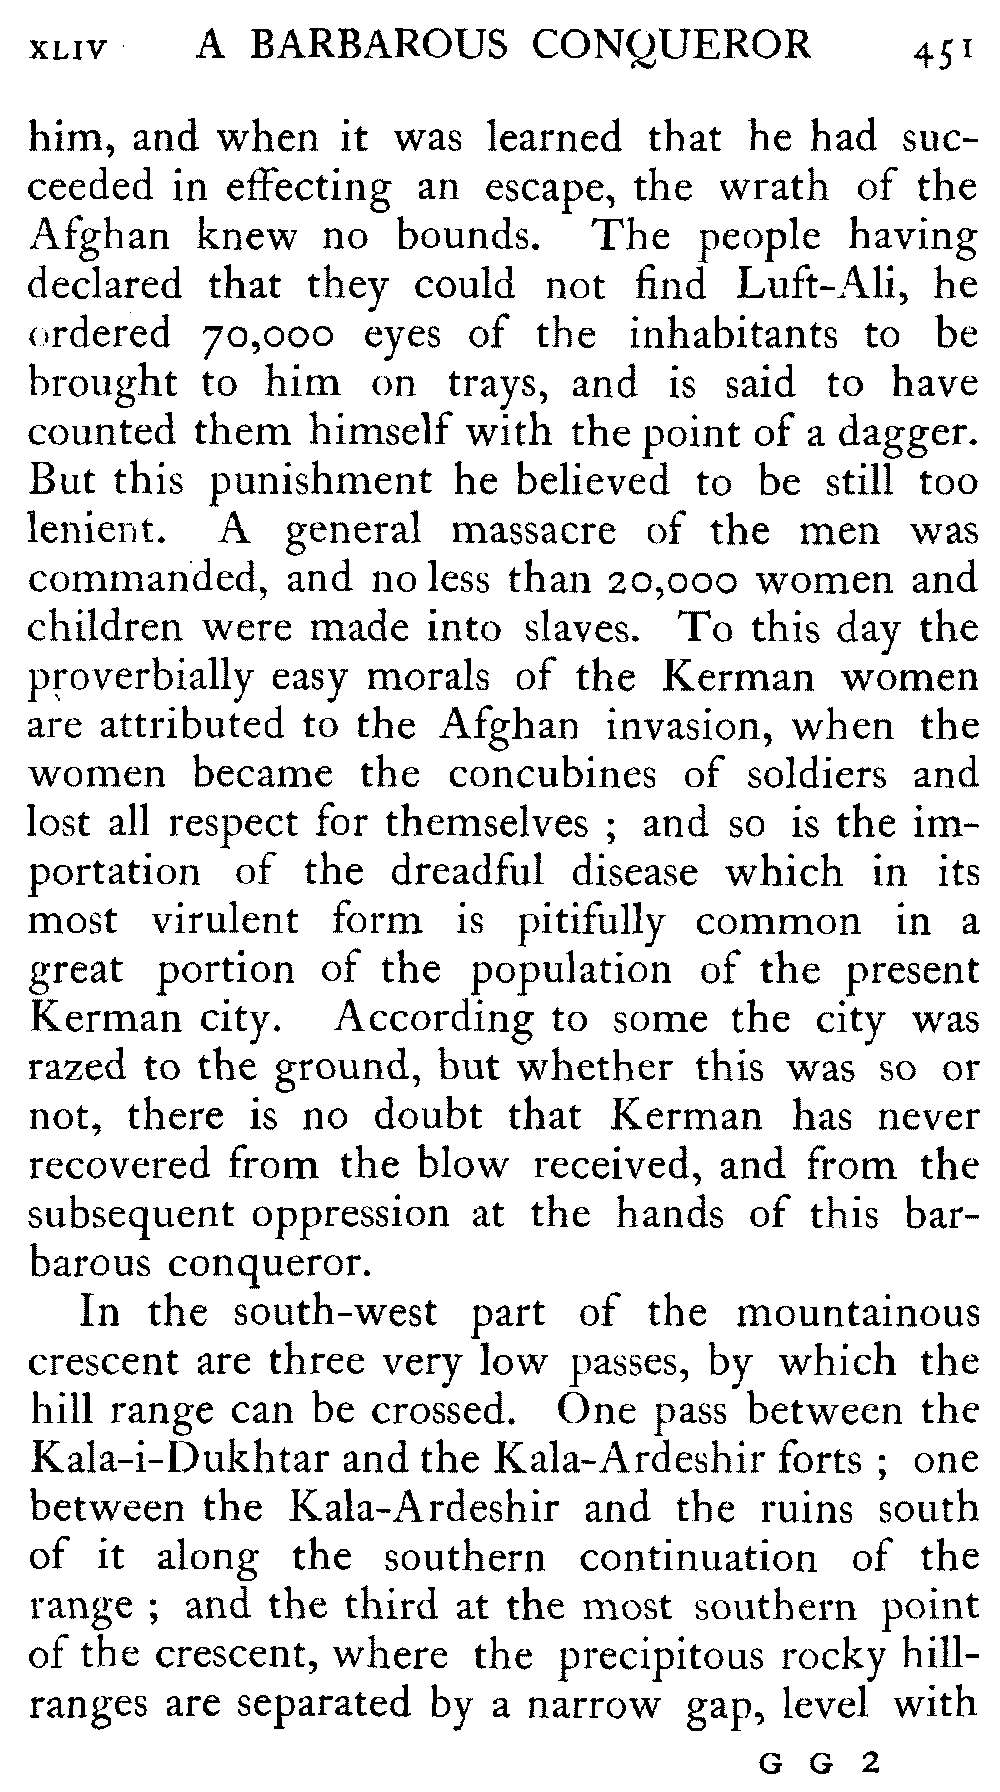 XLIV A BARBAROUS CONQUEROR 451
him, and when it was learned that he had suc-
ceeded in effecting an escape, the wrath of the
Afghan knew no bounds. The people having
declared that they could not find Luft-Ali, he
ordered 70,000 eyes of the inhabitants to be
brought to him on trays, and is said to have
counted them himself with the point of a dagger.
But this punishment he believed to be still too
lenient. A general massacre of the men was
commanded, and no less than 20,000 women and
children were made into slaves. To this day the
proverbially easy morals of the Kerman women
are attributed to the Afghan invasion, when the
women became the concubines of soldiers and
lost all respect for themselves ; and so is the im-
portation of the dreadful disease which in its
most virulent form is pitifully common in a
great portion of the population of the present
Kerman city. According to some the city was
razed to the ground, but whether this was so or
not, there is no doubt that Kerman has never
recovered from the blow received, and from the
subsequent oppression at the hands of this bar-
barous conqueror.
In the south-west part of the mountainous
crescent are three very low passes, by which the
hill range can be crossed. One pass between the
Kala-i-Dukhtar and the Kala-Ardeshir forts ; one
between the Kala-Ardeshir and the ruins south
of it along the southern continuation of the
range ; and the third at the most southern point
of the crescent, where the precipitous rocky hill-
ranges are separated by a narrow gap, level with
G G 2